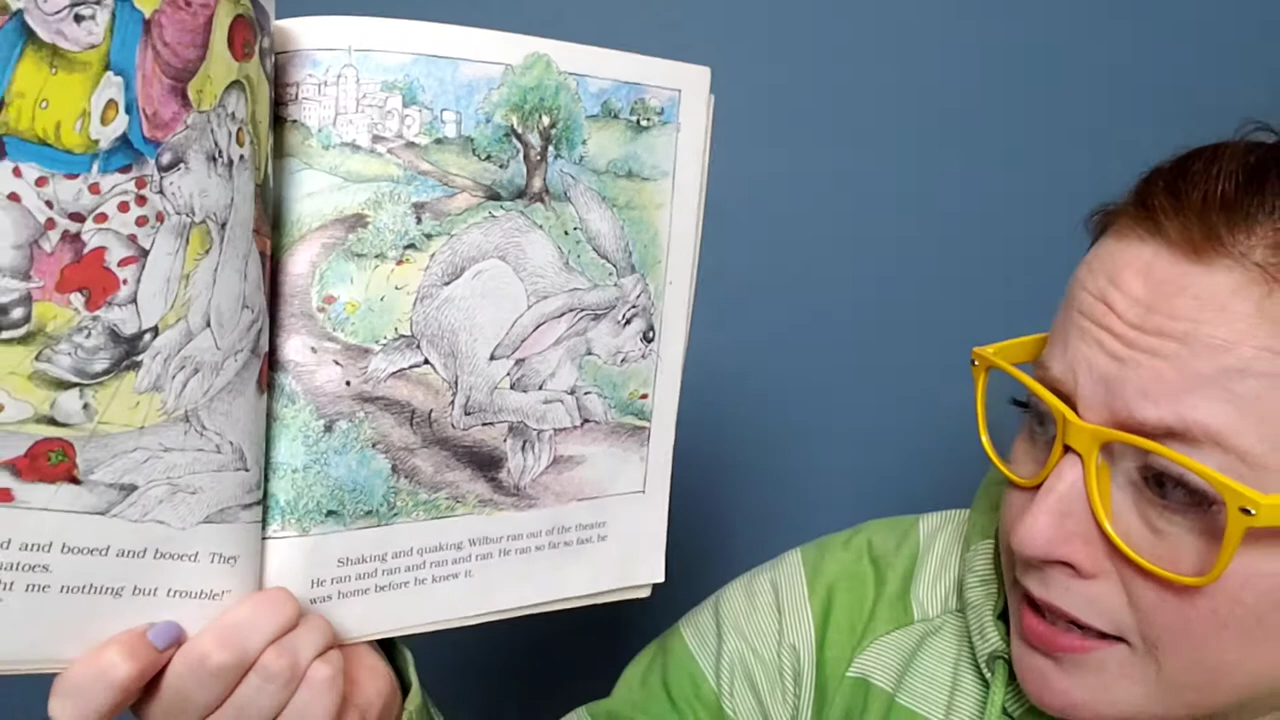 d and booed and booed. They
atoes.
ht me nothing but trouble!"
Shaking and quaking. Wilbur ran out of the theater
He ran and ran and ran and ran. He ran so far so fast, he
was home before he knew it.